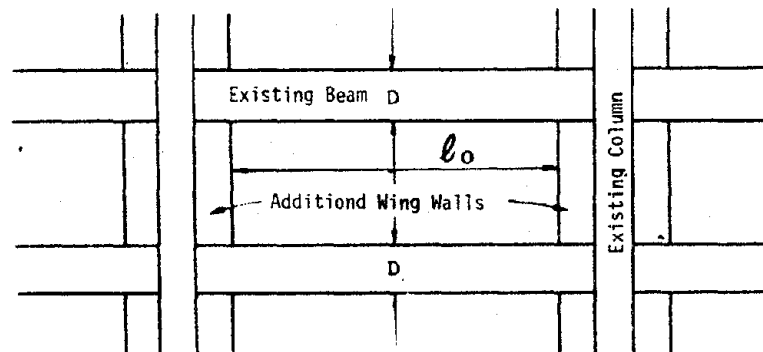 Existing Beam D
ℓo
Additiond Wing Walls
Existing Column
D